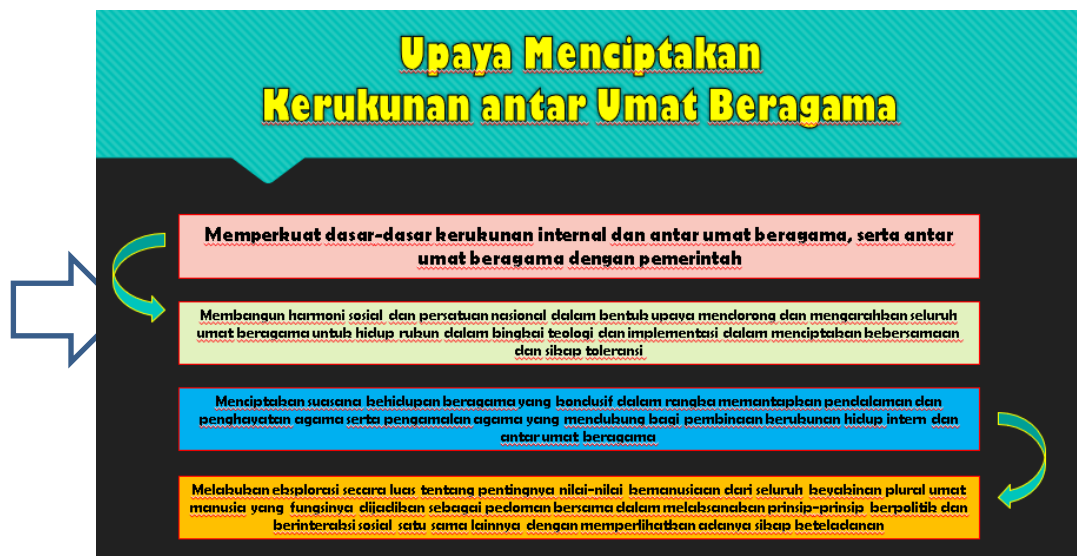 Upaya Menciptakan
Kerukunan antar Umat Beragama
Memperkuat dasar-dasar kerukunan internal dan antar umat beragama, serta antar
umat beragama dengan pemerintah
Membangun harmoni sosial dan persatuan nasional dalam bentuk upaya mendorong dan mengarahkan seluruh
umat beragama untuk hidup rukun dalam bingkai teologi dan implementasi dalam menciptakan kebersamaan
dan sikap toleransi
Menciptakan suasana kehidupan beragama yang kondusif dalam rangka memantapkan pendalaman dan
penghayatan agama serta pengamalan agama yang mendukung bagi pembinaan kerukunan hidup intern dan
antar umat beragama
Melakukan eksplorasi secara luas tentang pentingnya nilai-nilai kemanusiaan dari seluruh keyakinan plural umat
manusia yang fungsinya dijadikan sebagai pedoman bersama dalam melaksanakan prinsip-prinsip berpolitik dan
berinteraksi sosial satu sama lainnya dengan memperlihatkan adanya sikap keteladanan